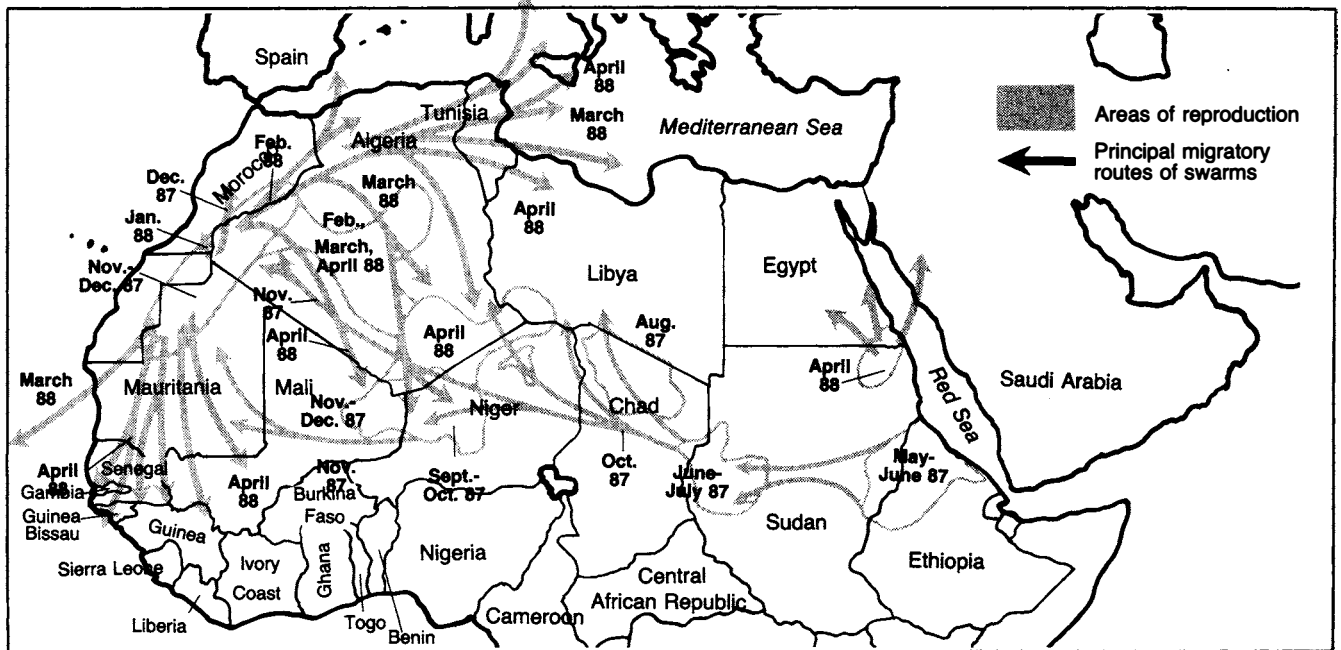 Spain
April
88
Tunisia
March
88
Mediterranean Sea
Areas of reproduction
Principal migratory
routes of swarms
Algeria
Feb.
88
Morocco
Dec.
87
March
88
Jan.
88
April
88
Feb.,
March,
April 88
Nov.-
Dec. 87
Libya
Egypt
Nov.
87
April
88
April
88
Aug.
87
April
88
Red Sea
Saudi Arabia
March
88
Mauritania
Mali
Nov.-
Dec. 87
Niger
Chad
Oct.
87
June-
July 87
May-
June 87
April
88
Senegal
Gambia
Guinea
Bissau
April
88
Nov.
87
Burkina
Faso
Sept.-
Oct. 87
Sudan
Ethiopia
Guinea
Sierra Leone
Liberia
Ivory
Coast
Ghana
Togo
Benin
Nigeria
Cameroon
Central
African Republic